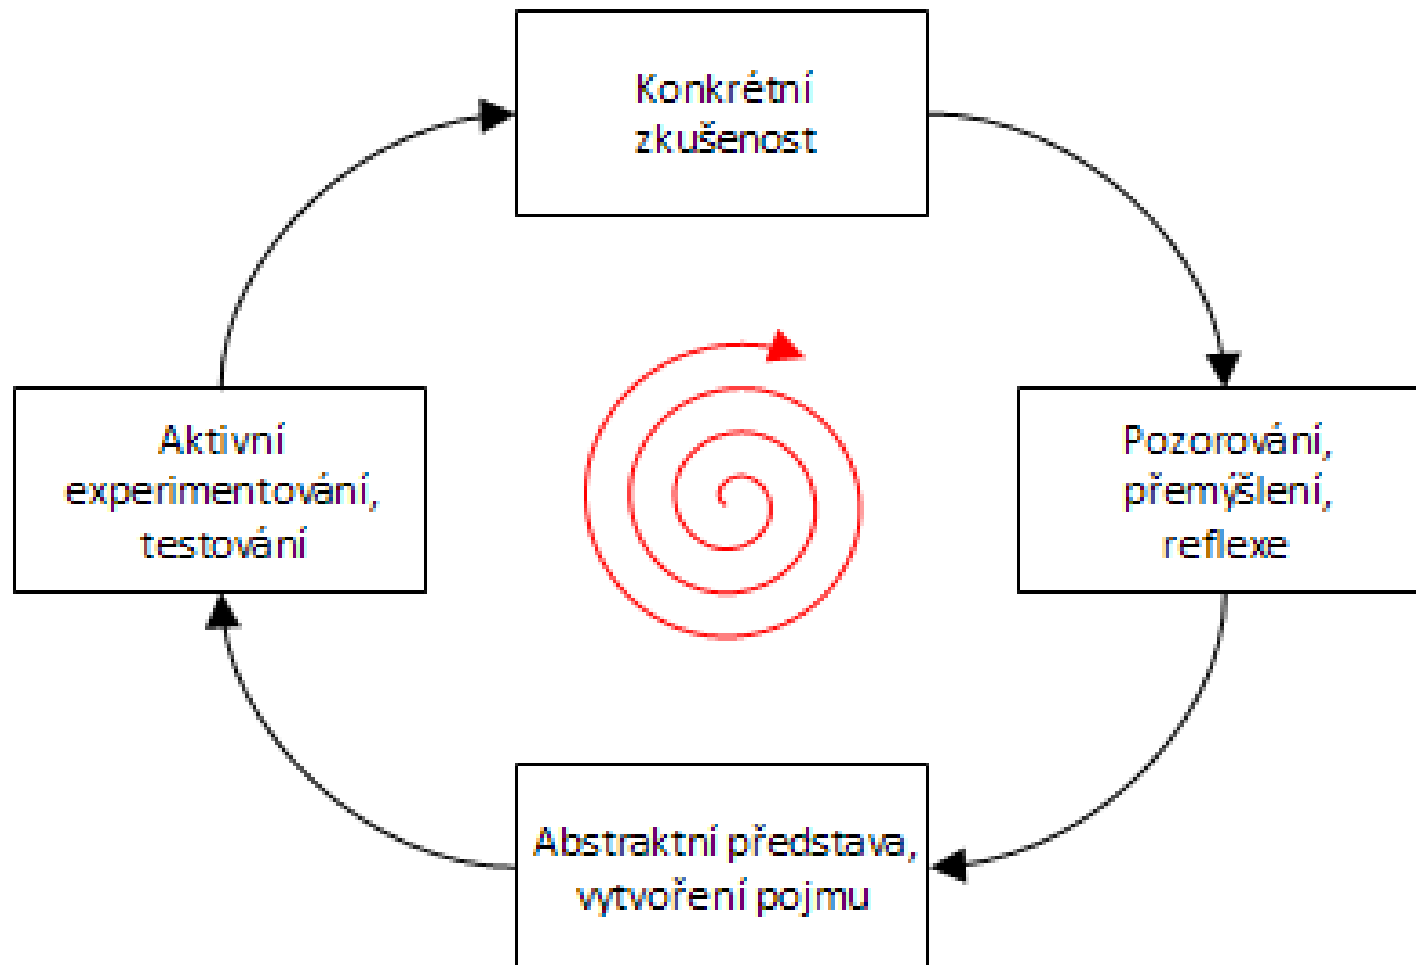 Konkrétní
zkušenost
Pozorování,
přemýšlení,
reflexe
Abstraktní představa,
vytvoření pojmu
Aktivní
experimentování,
testování